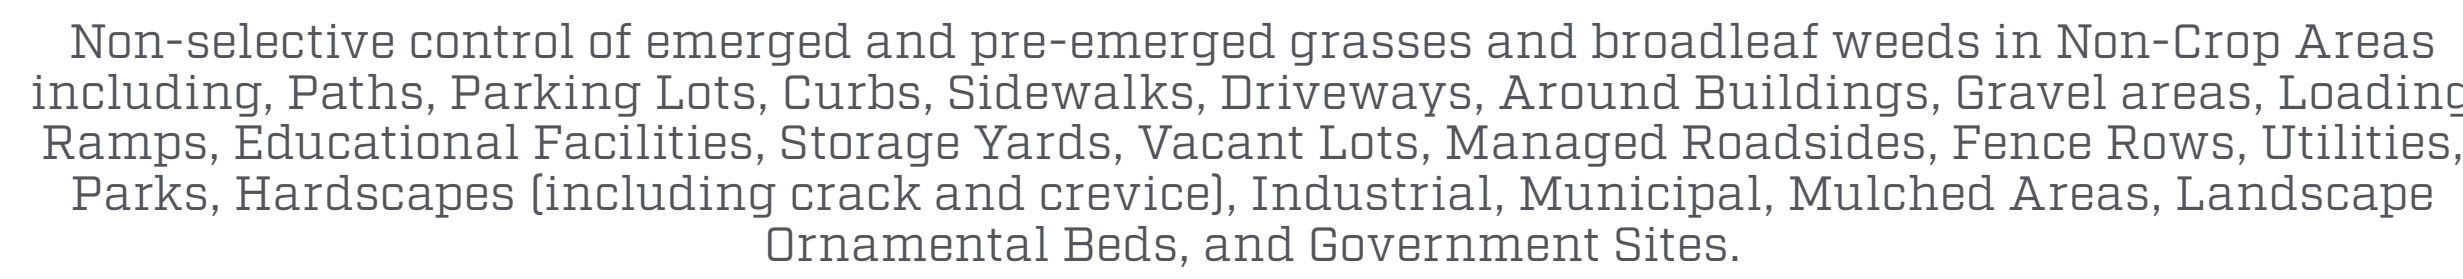 Non-selective control of emerged and pre-emerged grasses and broadleaf weeds in Non-Crop Areas
including, Paths, Parking Lots, Curbs, Sidewalks, Driveways, Around Buildings, Gravel areas, Loading
Ramps, Educational Facilities, Storage Yards, Vacant Lots, Managed Roadsides, Fence Rows, Utilities,
Parks, Hardscapes (including crack and crevice), Industrial, Municipal, Mulched Areas, Landscape
Ornamental Beds, and Government Sites.